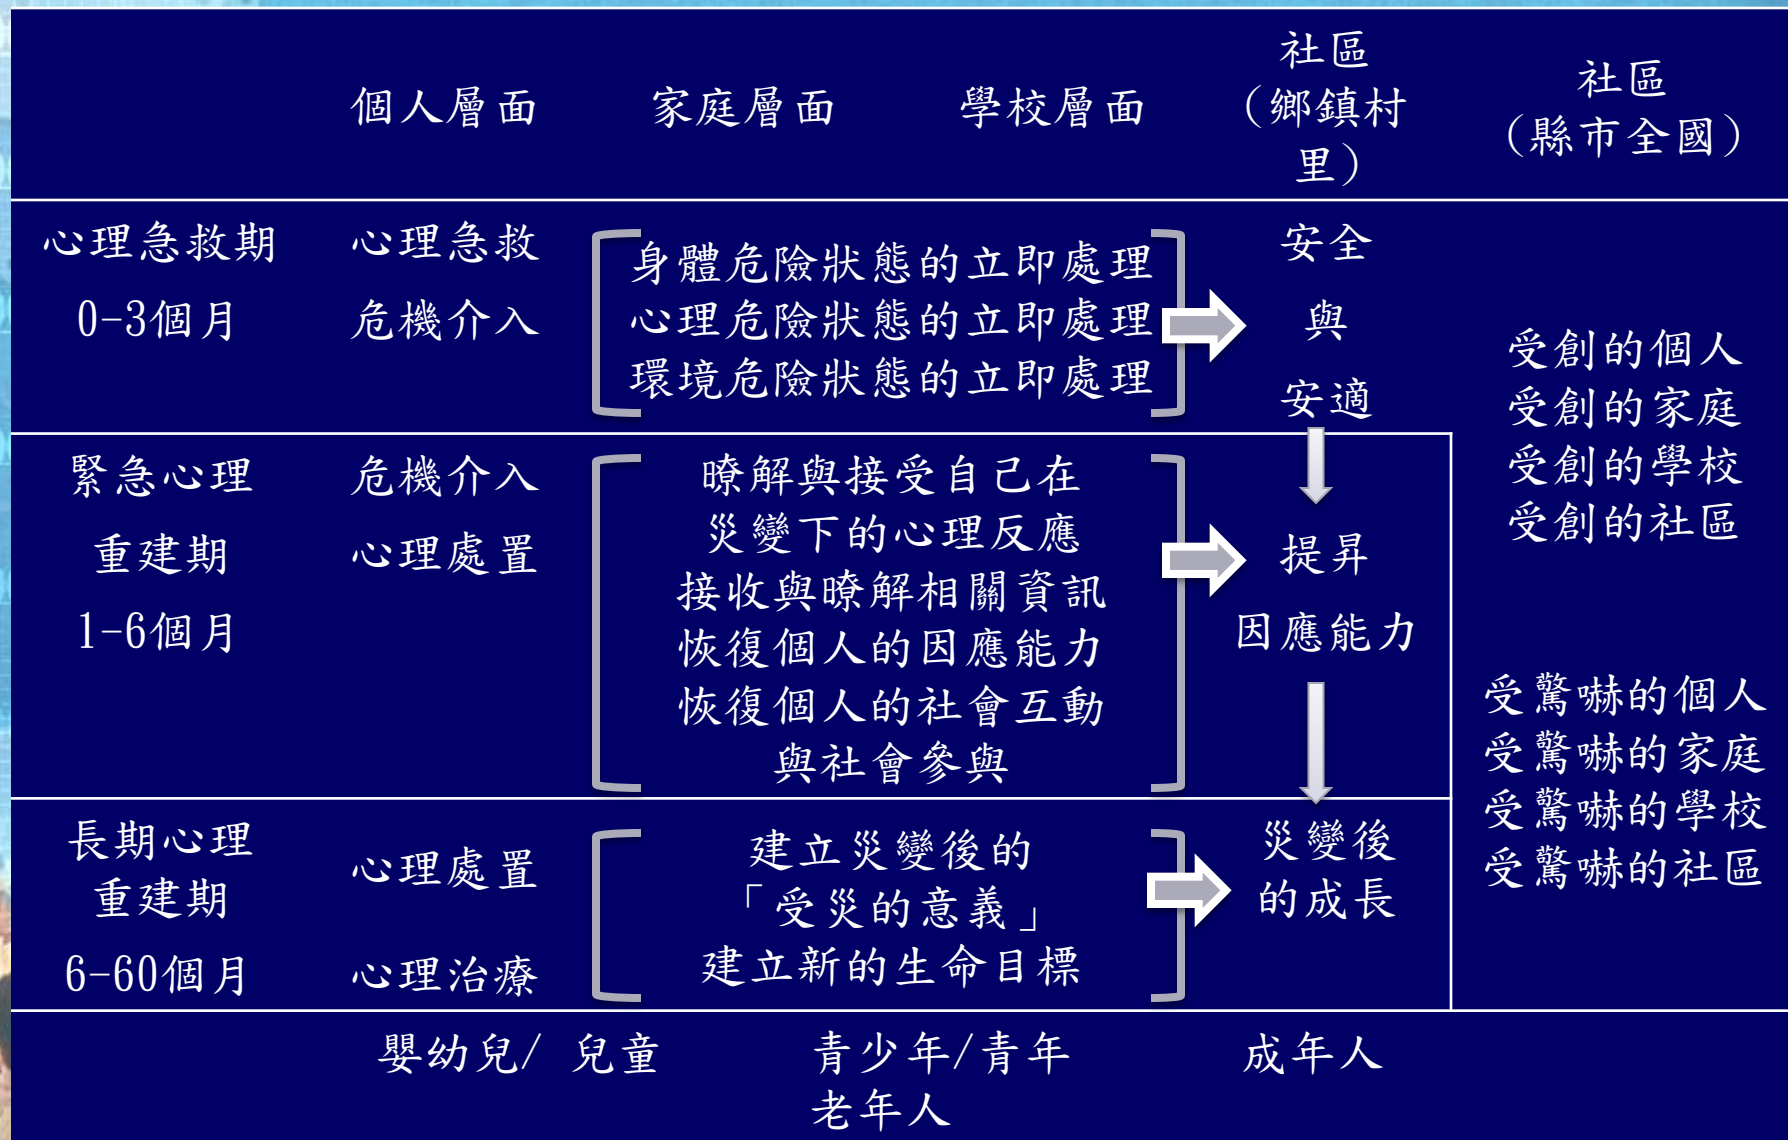 個人層面
家庭層面
學校層面
社區
(鄉鎮村
里)
社區
(縣市全國)
心理急救期
0-3個月
心理急救
危機介入
身體危險狀態的立即處理
心理危險狀態的立即處理
環境危險狀態的立即處理
安全
與
安適
緊急心理
重建期
1-6個月
危機介入
心理處置
瞭解與接受自己在
災變下的心理反應
接收與瞭解相關資訊
恢復個人的因應能力
恢復個人的社會互動
與社會參與
提昇
因應能力
長期心理
重建期
6-60個月
心理處置
心理治療
建立災變後的
「受災的意義」
建立新的生命目標
災變後
的成長
受創的個人
受創的家庭
受創的學校
受創的社區
受驚嚇的個人
受驚嚇的家庭
受驚嚇的學校
受驚嚇的社區
嬰幼兒/ 兒童 青少年/青年 成年人
老年人